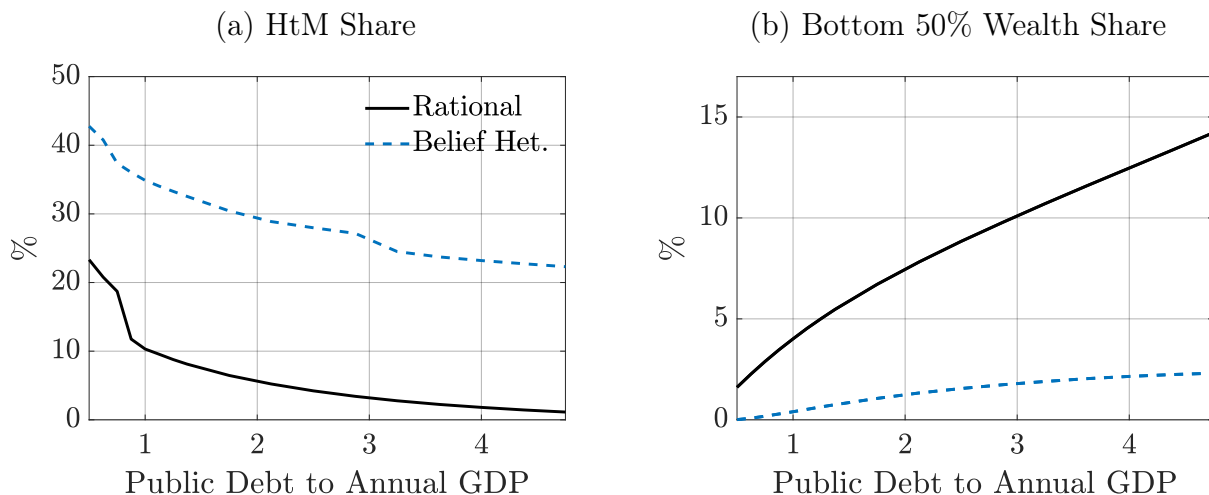 (a) HtM Share
50
40
30
20
10
0
%
1 2 3 4
Public Debt to Annual GDP
Rational
Belief Het.
(b) Bottom 50% Wealth Share
15
10
5
0
%
1 2 3 4
Public Debt to Annual GDP